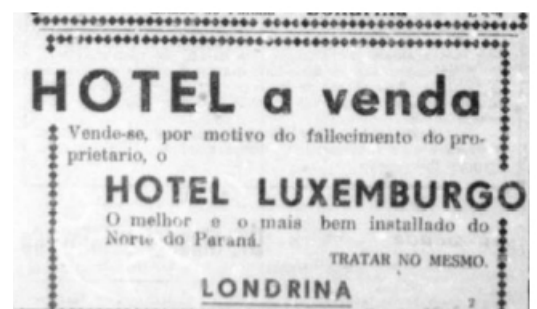 HOTEL a venda
Vende-se, por motivo do fallecimento do pro-
prietario, o
HOTEL LUXEMBURGO
O melhor e o mais bem installado do
Norte do Paraná.
TRATAR NO MESMO.
LONDRINA
2